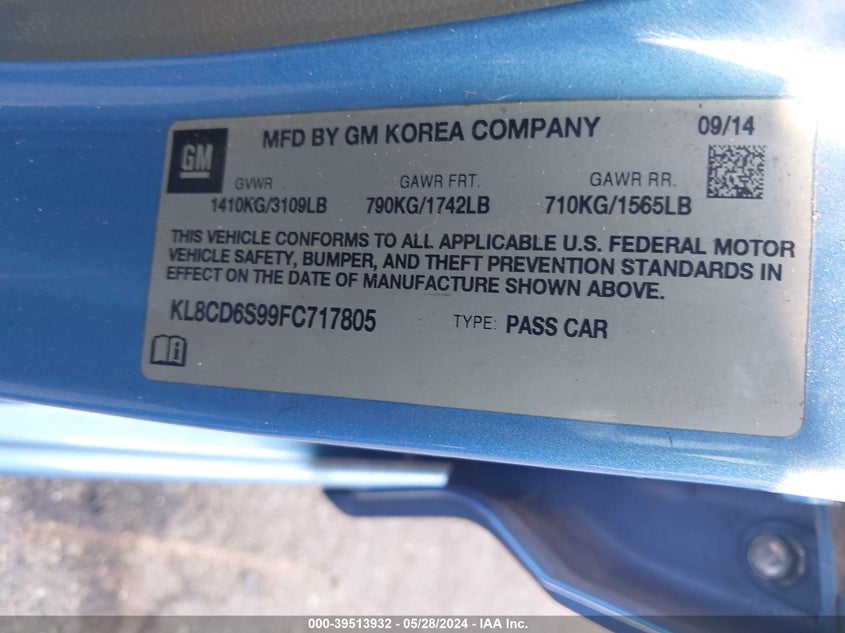 GM
MFD BY GM KOREA COMPANY 09/14
GVWR GAWR FRT. GAWR RR.
1410KG/3109LB 790KG/1742LB 710KG/1565LB
THIS VEHICLE CONFORMS TO ALL APPLICABLE U.S. FEDERAL MOTOR
VEHICLE SAFETY, BUMPER, AND THEFT PREVENTION STANDARDS IN
EFFECT ON THE DATE OF MANUFACTURE SHOWN ABOVE.
KL8CD6S99FC717805 TYPE: PASS CAR
000-39513932 - 05/28/2024 - IAA Inc.